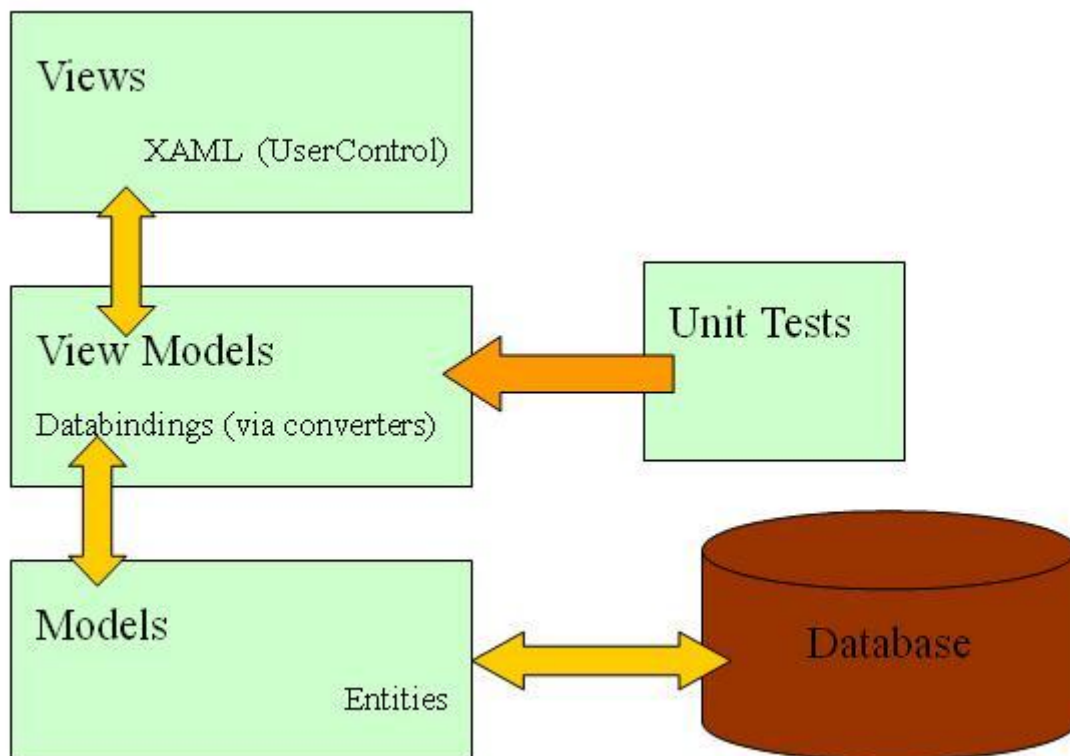 Views
XAML (UserControl)
View Models
Databindings (via converters)
Unit Tests
Models
Entities
Database